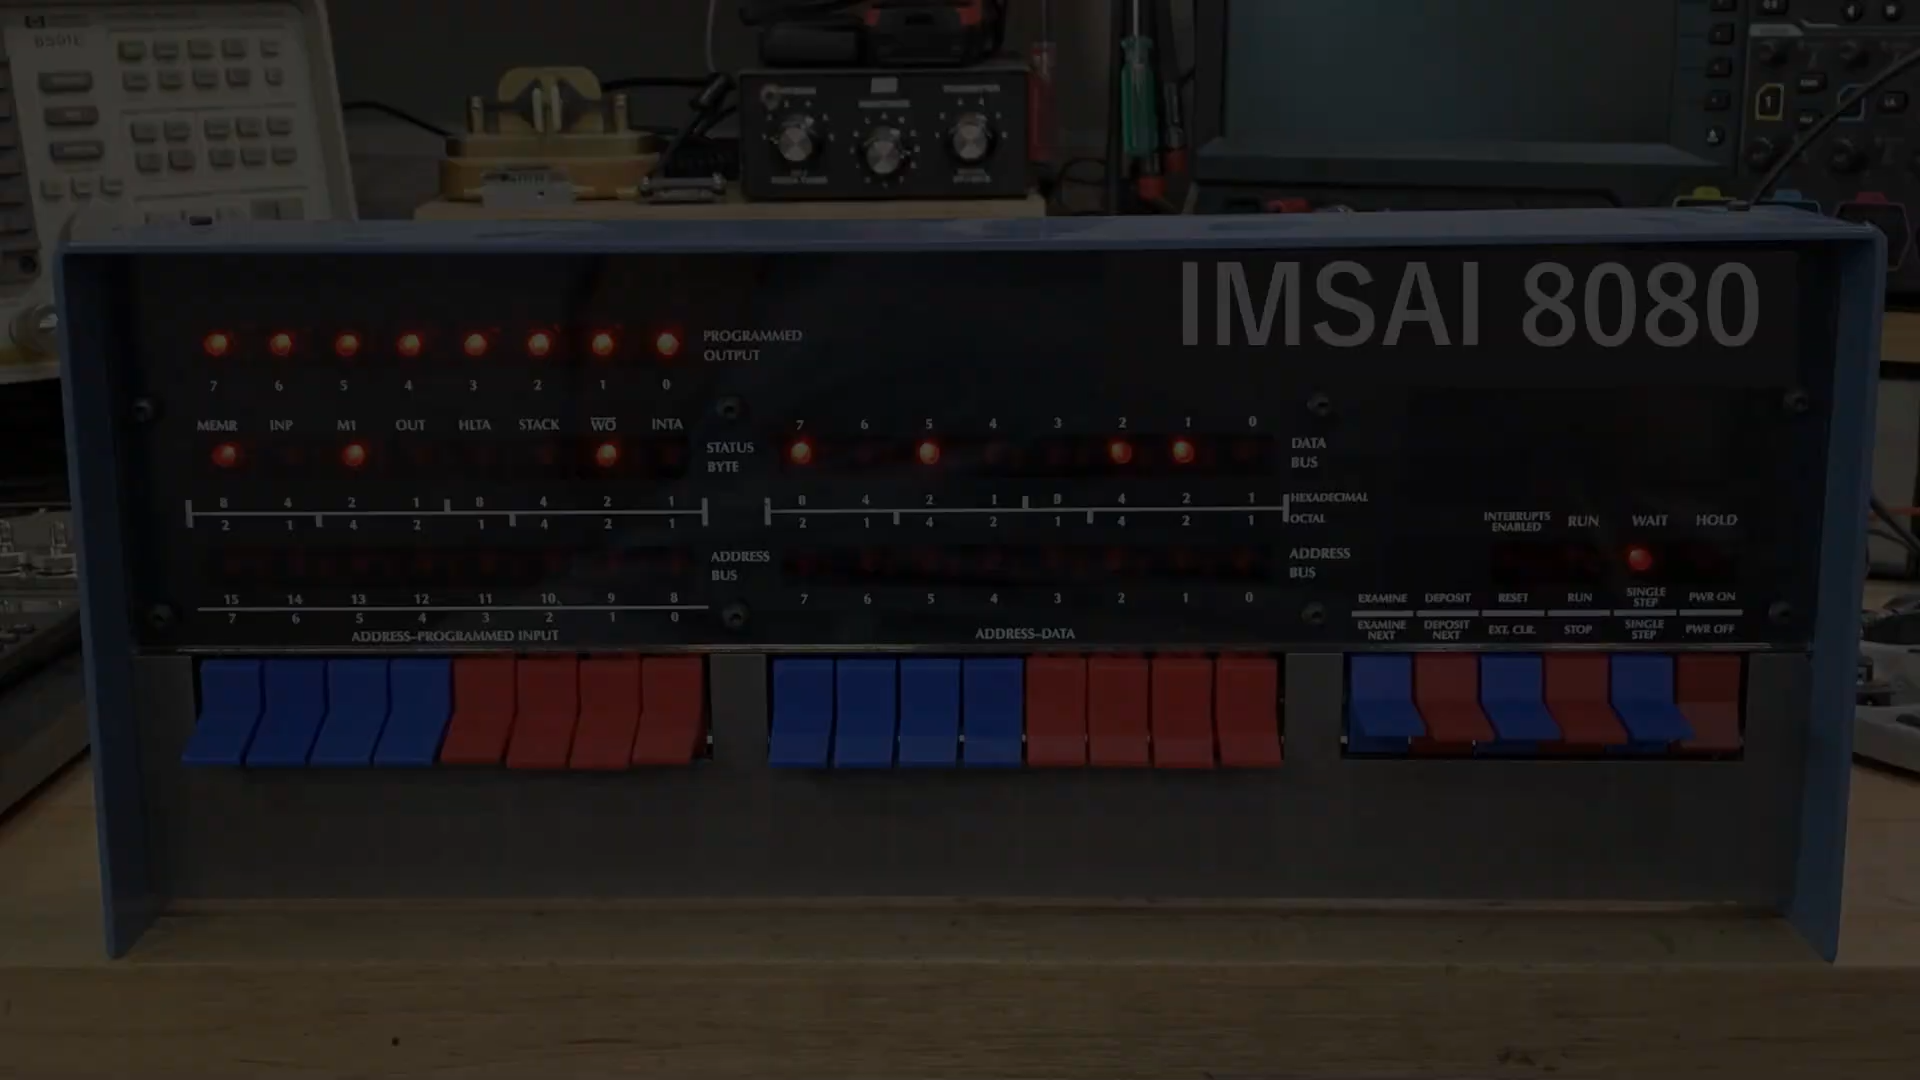 hp
IMSAI 8080
PROGRAMMED
OUTPUT
7 6 5 4 3 2 1 0
MEMR INP M1 OUT HLTA STACK WO INTA
STATUS
BYTE
7 6 5 4 3 2 1 0
DATA
BUS
8 4 2 1 8 4 2 1
2 1 4 2 1 4 2 1
8 4 2 1 8 4 2 1
2 1 4 2 1 4 2 1
HEXADECIMAL
OCTAL
ADDRESS
BUS
ADDRESS
BUS
INTERRUPTS
ENABLED
RUN WAIT HOLD
15 14 13 12 11 10 9 8
7 6 5 4 3 2 1 0
ADDRESS-PROGRAMMED INPUT
7 6 5 4 3 2 1 0
ADDRESS-DATA
EXAMINE DEPOSIT RESET RUN SINGLE STEP PWR ON
EXAMINE NEXT DEPOSIT NEXT EXT. CLR. STOP SINGLE STEP PWR OFF
1